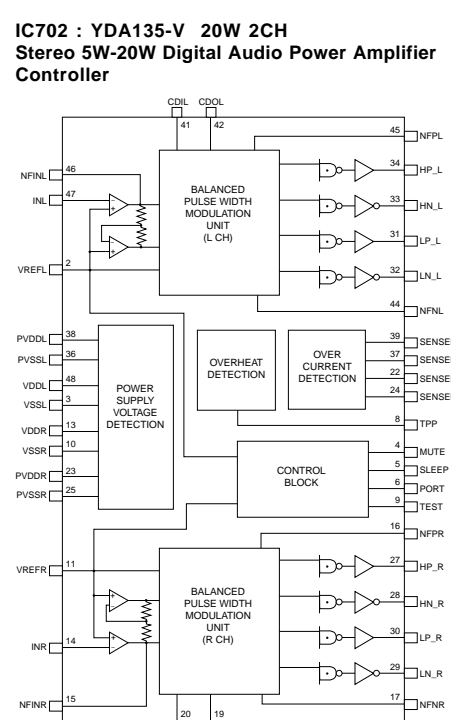 IC702 : YDA135-V 20W 2CH
Stereo 5W-20W Digital Audio Power Amplifier
Controller
CDIL CDOL
41 42
45 NFPL
NFINL 46
34 HP_L
INL 47
BALANCED
PULSE WIDTH
MODULATION
UNIT
(L CH)
33 HN_L
31 LP_L
VREFL 2
32 LN_L
44 NFNL
PVDDL 38
PVSSL 36
VDDL 48
VSSL 3
VDDR 13
VSSR 10
PVDDR 23
PVSSR 25
POWER
SUPPLY
VOLTAGE
DETECTION
OVERHEAT
DETECTION
OVER
CURRENT
DETECTION
39 SENSE
37 SENSE
22 SENSE
24 SENSE
8 TPP
CONTROL
BLOCK
4 MUTE
5 SLEEP
6 PORT
9 TEST
16 NFPR
VREFR 11
27 HP_R
BALANCED
PULSE WIDTH
MODULATION
UNIT
(R CH)
28 HN_R
INR 14
30 LP_R
29 LN_R
NFINR 15
17 NFNR
20 19